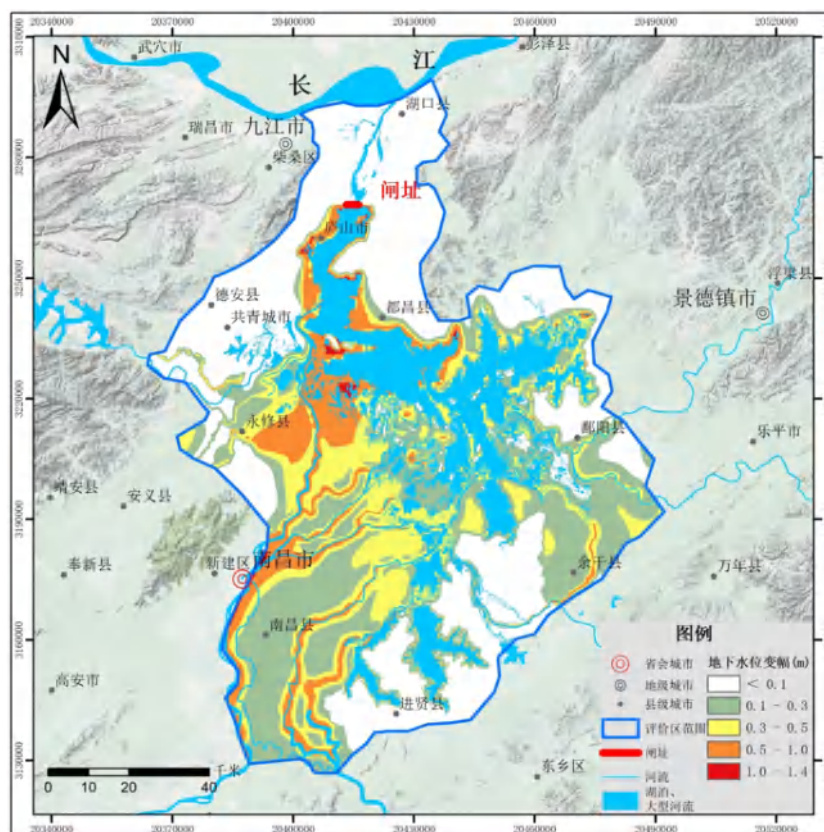 20340000 20370000 20400000 20430000 20460000 20490000 20520000
3310000
3280000
3250000
3220000
3190000
3160000
3130000
N
武穴市
长 江
彭泽县
湖口县
瑞昌市
九江市
柴桑区
闸址
庐山市
浮梁县
德安县
景德镇市
共青城市
都昌县
永修县
鄱阳县
乐平市
靖安县
安义县
奉新县
新建区
南昌市
余干县
万年县
南昌县
高安市
进贤县
东乡区
千米
0 20 40
图例
省会城市
地级城市
县级城市
评价区范围
闸址
河流
湖泊、
大型河流
地下水位变幅(m)
< 0.1
0.1 - 0.3
0.3 - 0.5
0.5 - 1.0
1.0 - 1.4
20340000 20370000 20400000 20430000 20460000 20490000 20520000